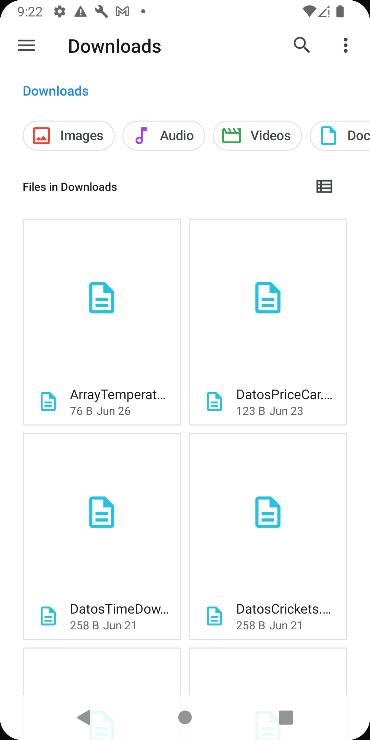 9:22
Downloads
Downloads
Images
Audio
Videos
Doc
Files in Downloads
ArrayTemperat...
76 B Jun 26
DatosPriceCar....
123 B Jun 23
DatosTimeDow...
258 B Jun 21
DatosCrickets....
258 B Jun 21